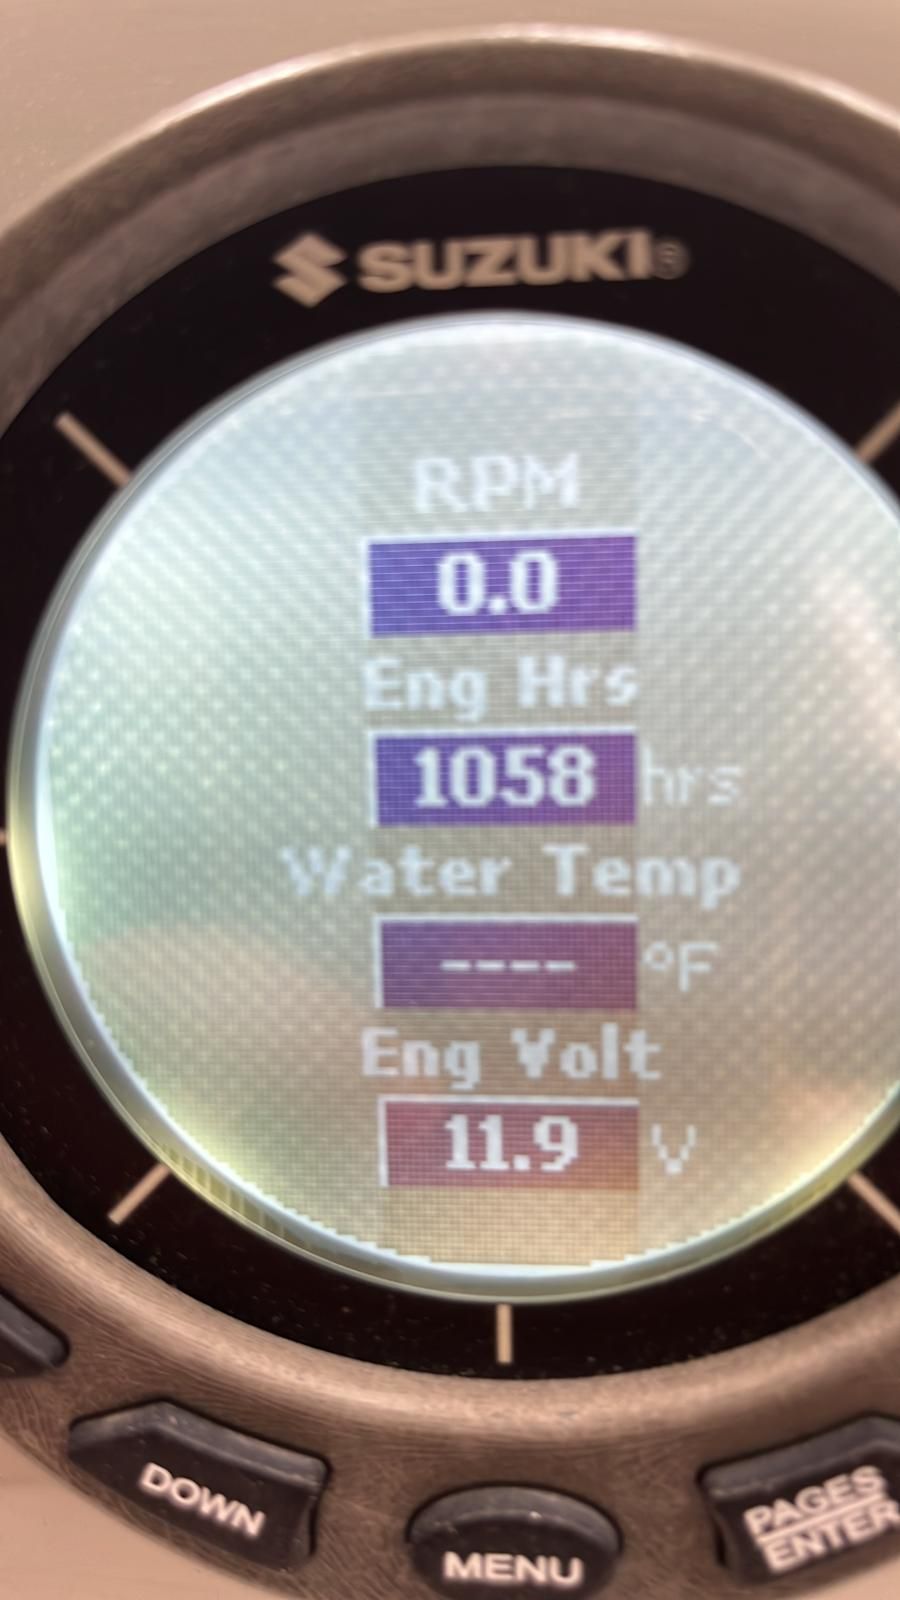 SUZUKI®
RPM
0.0
Eng Hrs
1058 hrs
Water Temp
---- °F
Eng Volt
11.9 V
DOWN
MENU
PAGES
ENTER